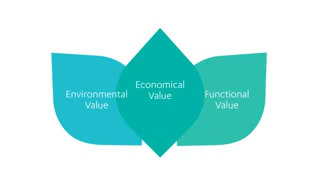 Environmental
Value
Economical
Value
Functional
Value